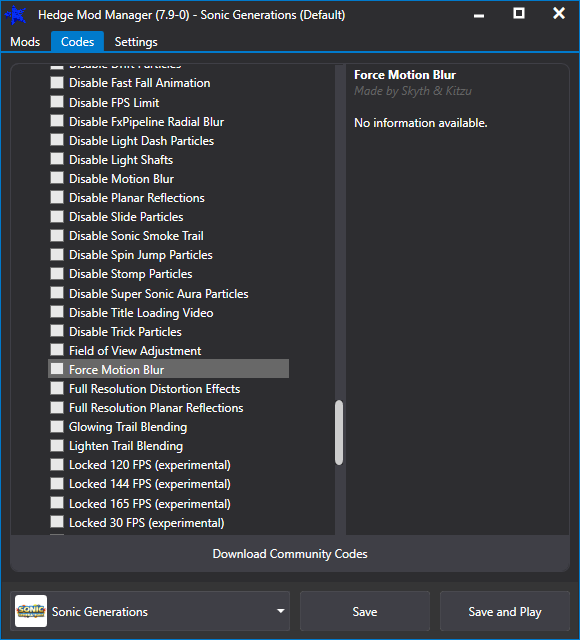 Hedge Mod Manager (7.9-0) - Sonic Generations (Default)
Mods
Codes
Settings
Disable Drift Particles
Disable Fast Fall Animation
Disable FPS Limit
Disable FxPipeline Radial Blur
Disable Light Dash Particles
Disable Light Shafts
Disable Motion Blur
Disable Planar Reflections
Disable Slide Particles
Disable Sonic Smoke Trail
Disable Spin Jump Particles
Disable Stomp Particles
Disable Super Sonic Aura Particles
Disable Title Loading Video
Disable Trick Particles
Field of View Adjustment
Force Motion Blur
Full Resolution Distortion Effects
Full Resolution Planar Reflections
Glowing Trail Blending
Lighten Trail Blending
Locked 120 FPS (experimental)
Locked 144 FPS (experimental)
Locked 165 FPS (experimental)
Locked 30 FPS (experimental)
Force Motion Blur
Made by Skyth & Kitzu
No information available.
Download Community Codes
SONIC
Sonic Generations
Save
Save and Play